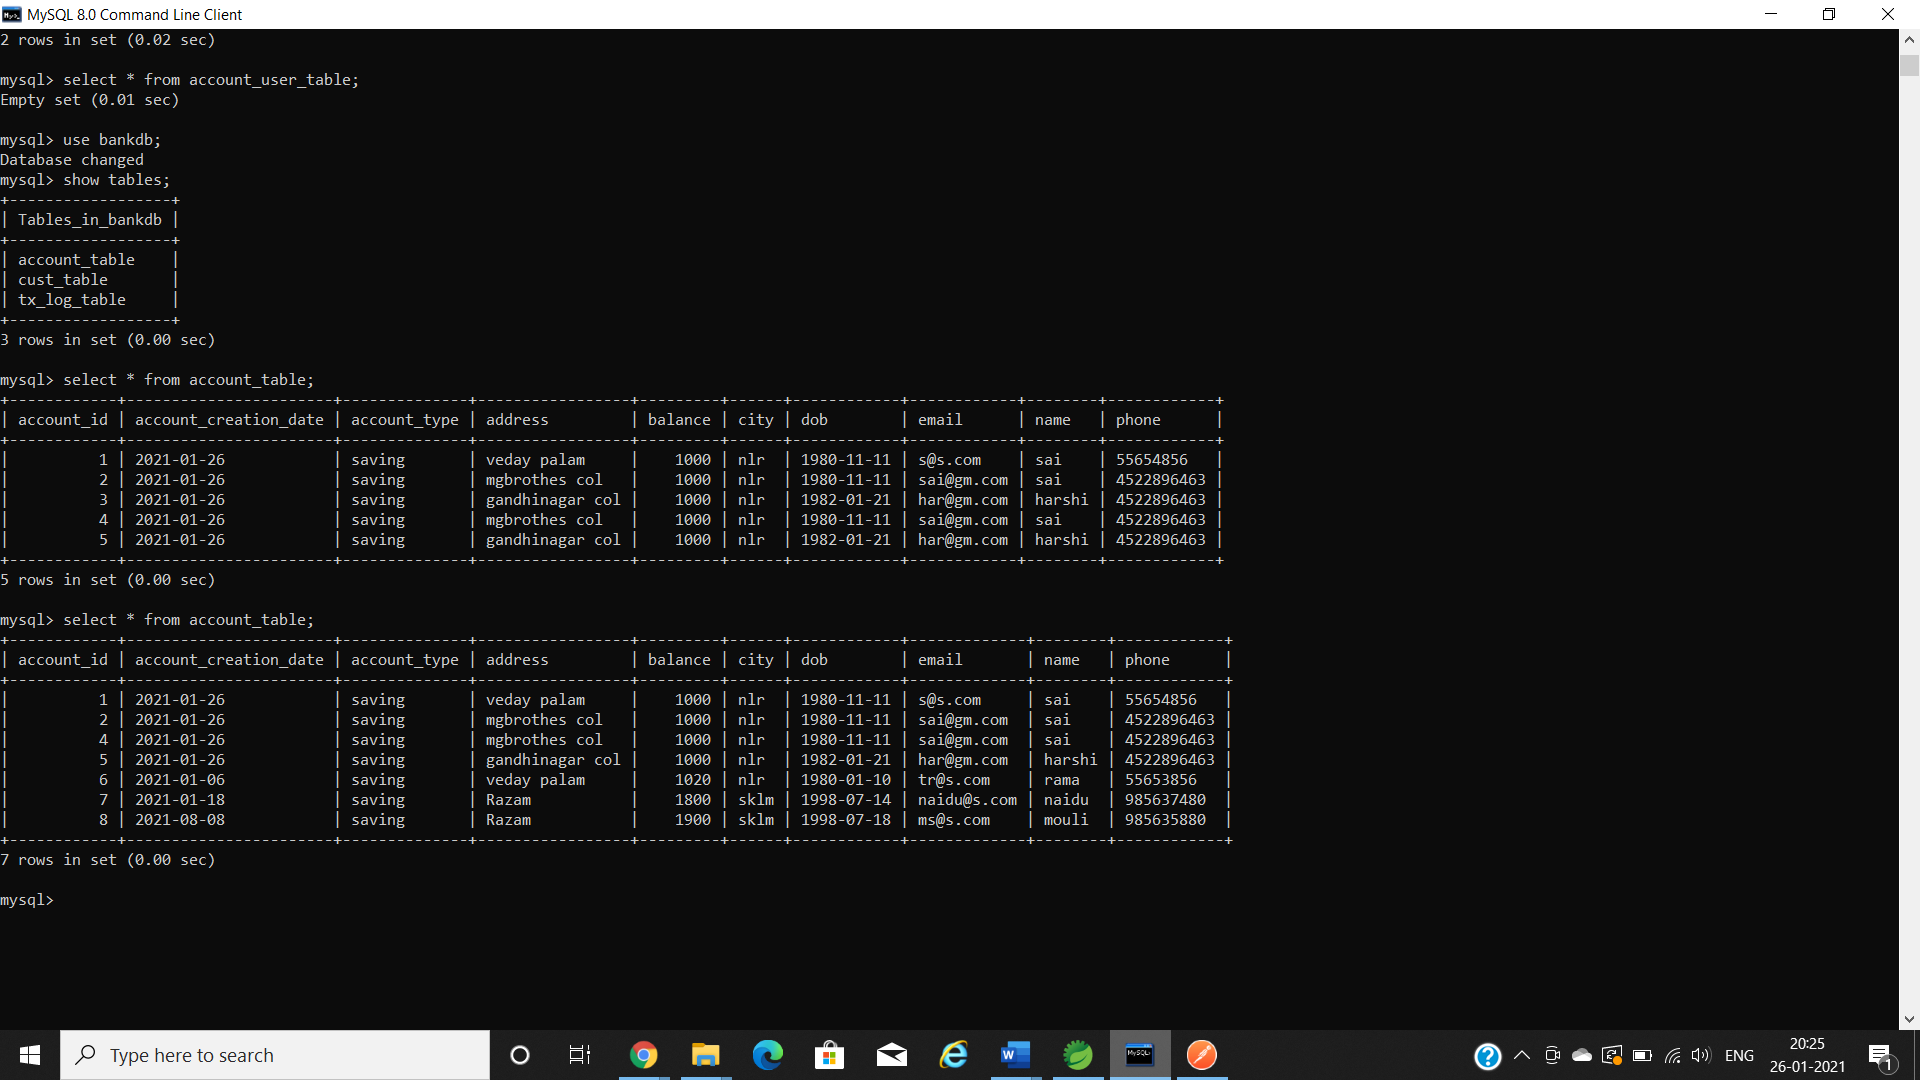 MySQL 8.0 Command Line Client
2 rows in set (0.02 sec)
mysql> select * from account_user_table;
Empty set (0.01 sec)
mysql> use bankdb;
Database changed
mysql> show tables;
+------------------+
| Tables_in_bankdb |
+------------------+
| account_table    |
| cust_table       |
| tx_log_table     |
+------------------+
3 rows in set (0.00 sec)
mysql> select * from account_table;
+------------+-----------------------+--------------+-----------------+---------+------+------------+------------+--------+------------+
| account_id | account_creation_date | account_type | address         | balance | city | dob        | email      | name   | phone      |
+------------+-----------------------+--------------+-----------------+---------+------+------------+------------+--------+------------+
|          1 | 2021-01-26            | saving       | veday palam     |    1000 | nlr  | 1980-11-11 | s@s.com    | sai    | 55654856   |
|          2 | 2021-01-26            | saving       | mgbrothes col   |    1000 | nlr  | 1980-11-11 | sai@gm.com | sai    | 4522896463 |
|          3 | 2021-01-26            | saving       | gandhinagar col |    1000 | nlr  | 1982-01-21 | har@gm.com | harshi | 4522896463 |
|          4 | 2021-01-26            | saving       | mgbrothes col   |    1000 | nlr  | 1980-11-11 | sai@gm.com | sai    | 4522896463 |
|          5 | 2021-01-26            | saving       | gandhinagar col |    1000 | nlr  | 1982-01-21 | har@gm.com | harshi | 4522896463 |
+------------+-----------------------+--------------+-----------------+---------+------+------------+------------+--------+------------+
5 rows in set (0.00 sec)
mysql> select * from account_table;
+------------+-----------------------+--------------+-----------------+---------+------+------------+-------------+--------+------------+
| account_id | account_creation_date | account_type | address         | balance | city | dob        | email       | name   | phone      |
+------------+-----------------------+--------------+-----------------+---------+------+------------+-------------+--------+------------+
|          1 | 2021-01-26            | saving       | veday palam     |    1000 | nlr  | 1980-11-11 | s@s.com     | sai    | 55654856   |
|          2 | 2021-01-26            | saving       | mgbrothes col   |    1000 | nlr  | 1980-11-11 | sai@gm.com  | sai    | 4522896463 |
|          4 | 2021-01-26            | saving       | mgbrothes col   |    1000 | nlr  | 1980-11-11 | sai@gm.com  | sai    | 4522896463 |
|          5 | 2021-01-26            | saving       | gandhinagar col |    1000 | nlr  | 1982-01-21 | har@gm.com  | harshi | 4522896463 |
|          6 | 2021-01-06            | saving       | veday palam     |    1020 | nlr  | 1980-01-10 | tr@s.com    | rama   | 55653856   |
|          7 | 2021-01-18            | saving       | Razam           |    1800 | sklm | 1998-07-14 | naidu@s.com | naidu  | 985637480  |
|          8 | 2021-08-08            | saving       | Razam           |    1900 | sklm | 1998-07-18 | ms@s.com    | mouli  | 985635880  |
+------------+-----------------------+--------------+-----------------+---------+------+------------+-------------+--------+------------+
7 rows in set (0.00 sec)
mysql>
Type here to search
ENG
20:25
26-01-2021
1